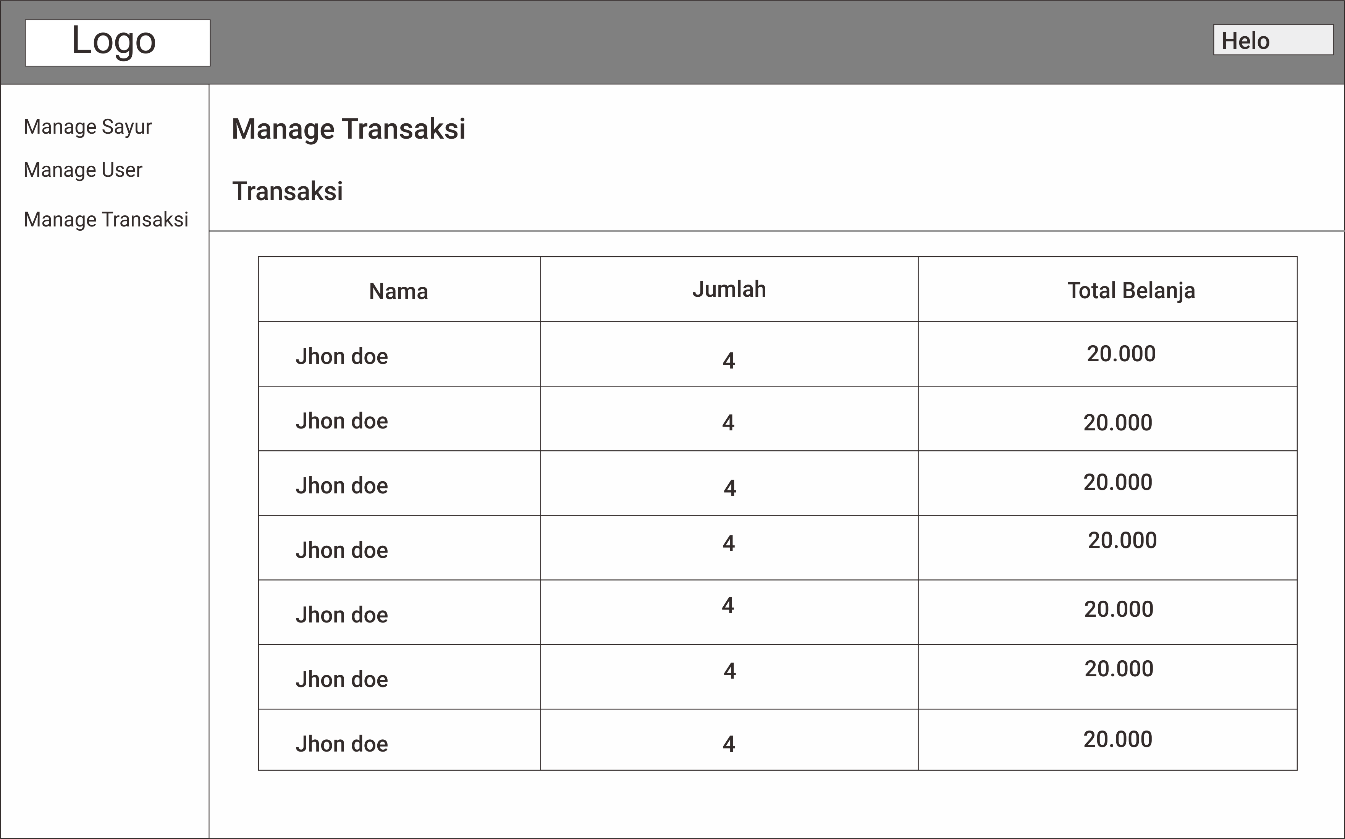 Logo
Helo
Manage Sayur
Manage User
Manage Transaksi
Manage Transaksi
Transaksi
Nama Jumlah Total Belanja
Jhon doe 4 20.000
Jhon doe 4 20.000
Jhon doe 4 20.000
Jhon doe 4 20.000
Jhon doe 4 20.000
Jhon doe 4 20.000
Jhon doe 4 20.000